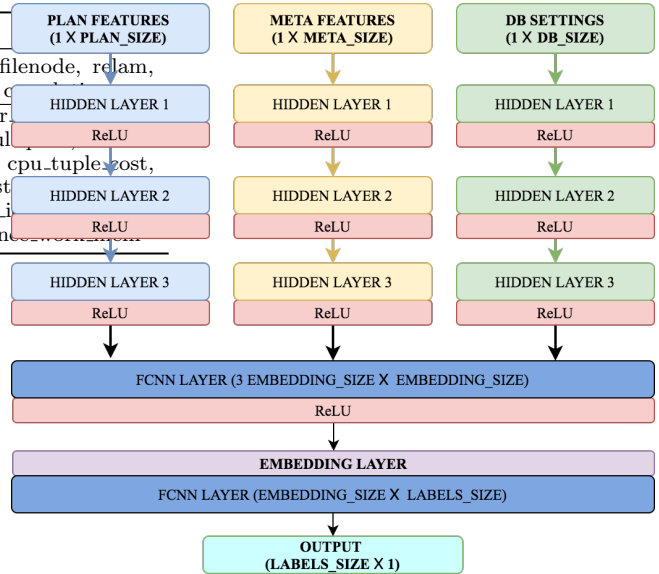 PLAN FEATURES
(1 X PLAN_SIZE)
META FEATURES
(1 X META_SIZE)
DB SETTINGS
(1 X DB_SIZE)
filenode, relam,
HIDDEN LAYER 1
ReLU
HIDDEN LAYER 1
ReLU
HIDDEN LAYER 1
ReLU
cpu_tuple_cost,
HIDDEN LAYER 2
ReLU
HIDDEN LAYER 2
ReLU
HIDDEN LAYER 2
ReLU
HIDDEN LAYER 3
ReLU
HIDDEN LAYER 3
ReLU
HIDDEN LAYER 3
ReLU
FCNN LAYER (3 EMBEDDING_SIZE X EMBEDDING_SIZE)
ReLU
EMBEDDING LAYER
FCNN LAYER (EMBEDDING_SIZE X LABELS_SIZE)
OUTPUT
(LABELS_SIZE X 1)